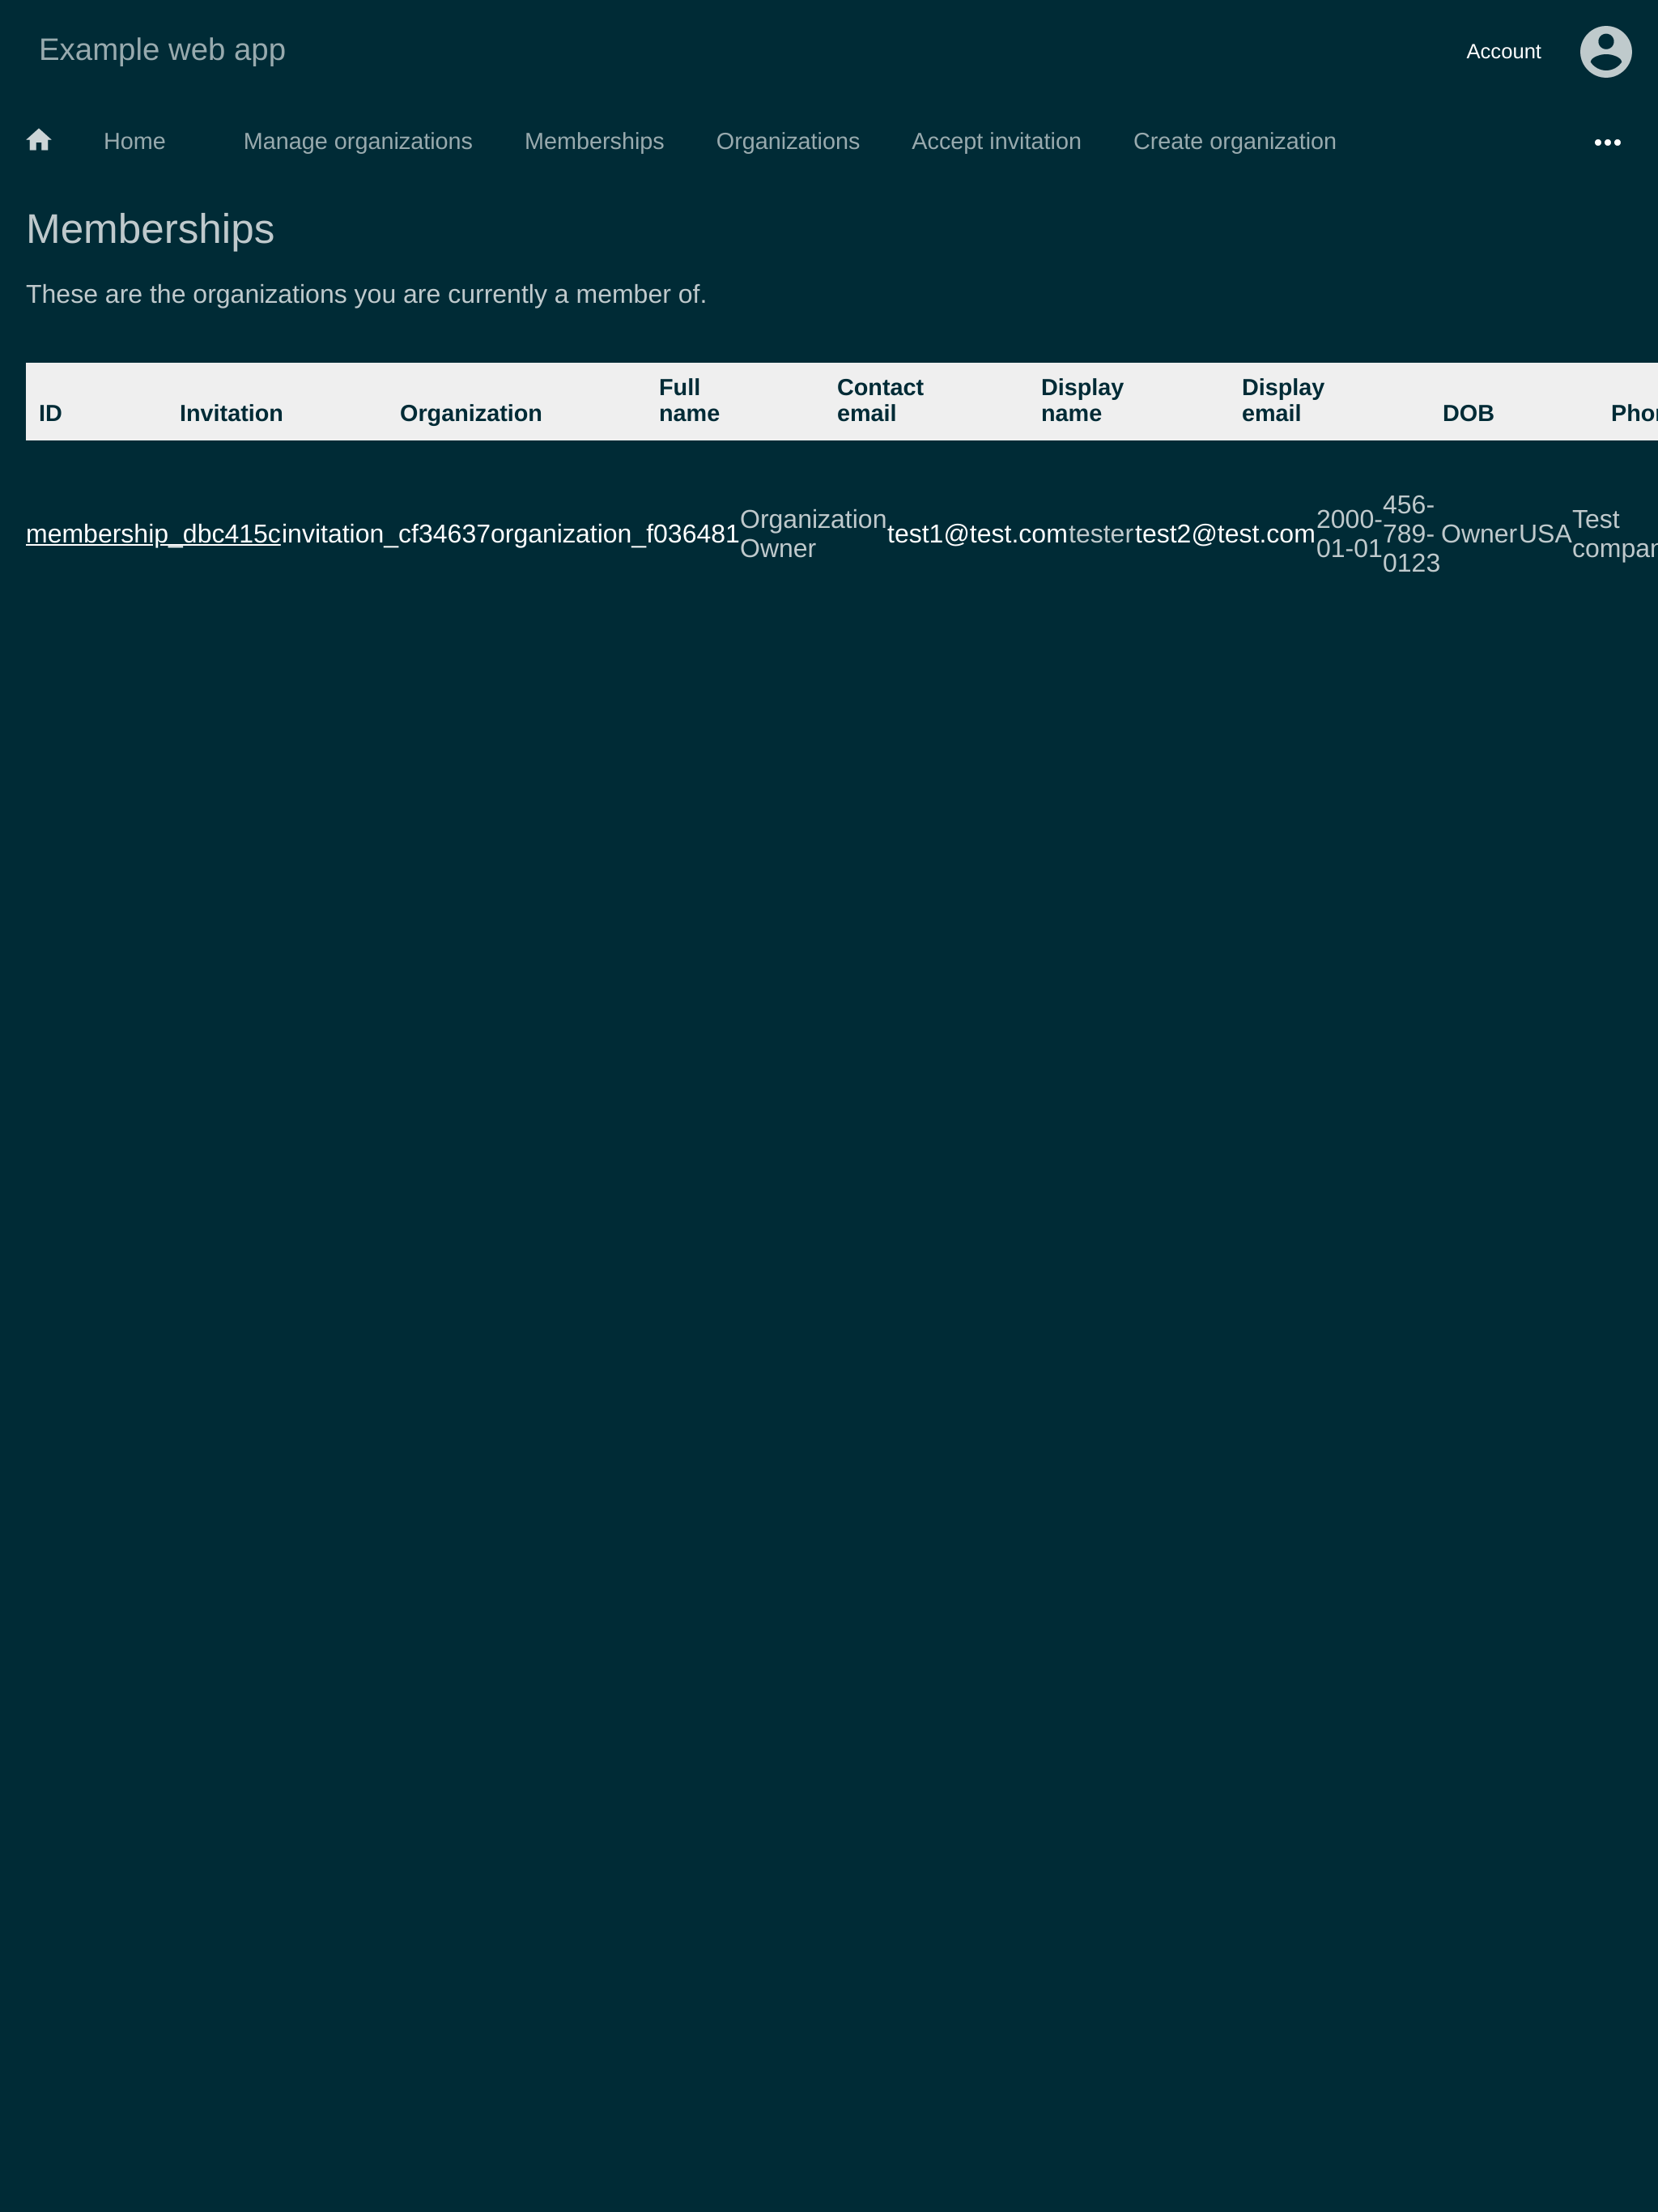 Example web app
Account
Home Manage organizations Memberships Organizations Accept invitation Create organization
Memberships
These are the organizations you are currently a member of.
ID Invitation Organization Full name Contact email Display name Display email DOB Phon
membership_dbc415c invitation_cf34637 organization_f036481 Organization Owner test1@test.com tester test2@test.com 2000-01-01 456-789-0123 Owner USA Test compan